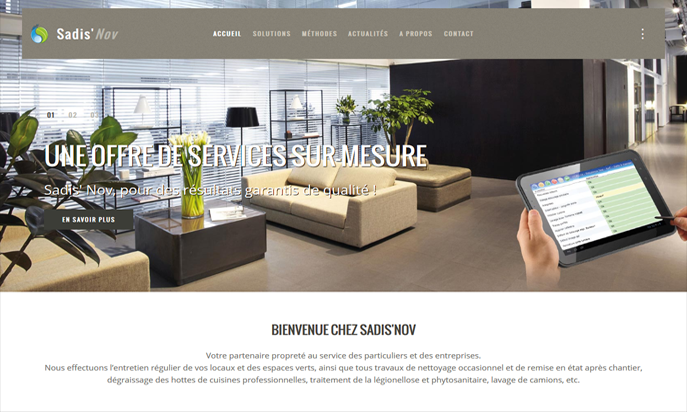 Sadis'Nov
ACCUEIL SOLUTIONS MÉTHODES ACTUALITÉS A PROPOS CONTACT
01 02 03
UNE OFFRE DE SERVICES SUR-MESURE
Sadis' Nov, pour des résultats garantis de qualité !
EN SAVOIR PLUS
BIENVENUE CHEZ SADIS'NOV
Votre partenaire propreté au service des particuliers et des entreprises.
Nous effectuons l'entretien régulier de vos locaux et des espaces verts, ainsi que tous travaux de nettoyage occasionnel et de remise en état après chantier,
dégraissage des hottes de cuisines professionnelles, traitement de la légionellose et phytosanitaire, lavage de camions, etc.